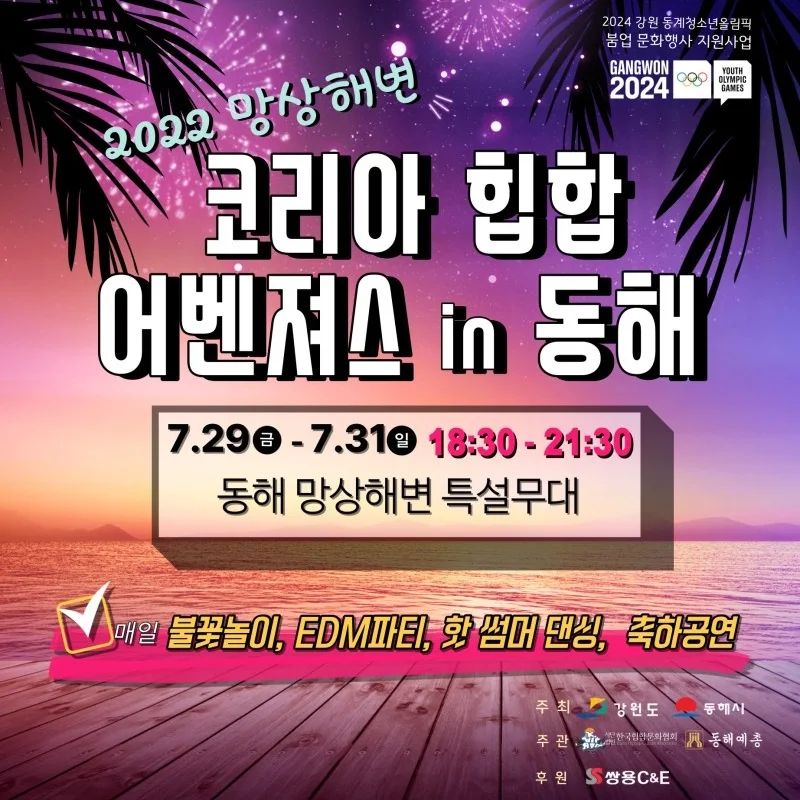 2024 강원 동계청소년올림픽
붐업 문화행사 지원사업
GANGWON
2024
YOUTH
OLYMPIC
GAMES
2022 망상해변
코리아 힙합
어벤져스 in 동해
7.29금 - 7.31일 18:30 - 21:30
동해 망상해변 특설무대
매일 불꽃놀이, EDM파티, 핫 썸머 댄싱, 축하공연
주최 강원도 동해시
주관 사단법인 한국힙합문화협회 동해예총
후원 쌍용C&E